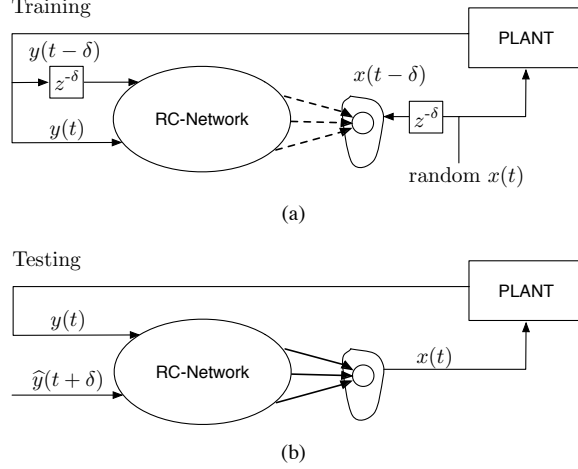 Training
PLANT
y(t − δ)
x(t − δ)
z^{-δ}
RC-Network
z^{-δ}
y(t)
random x(t)
(a)
Testing
PLANT
y(t)
RC-Network
x(t)
ŷ(t + δ)
(b)